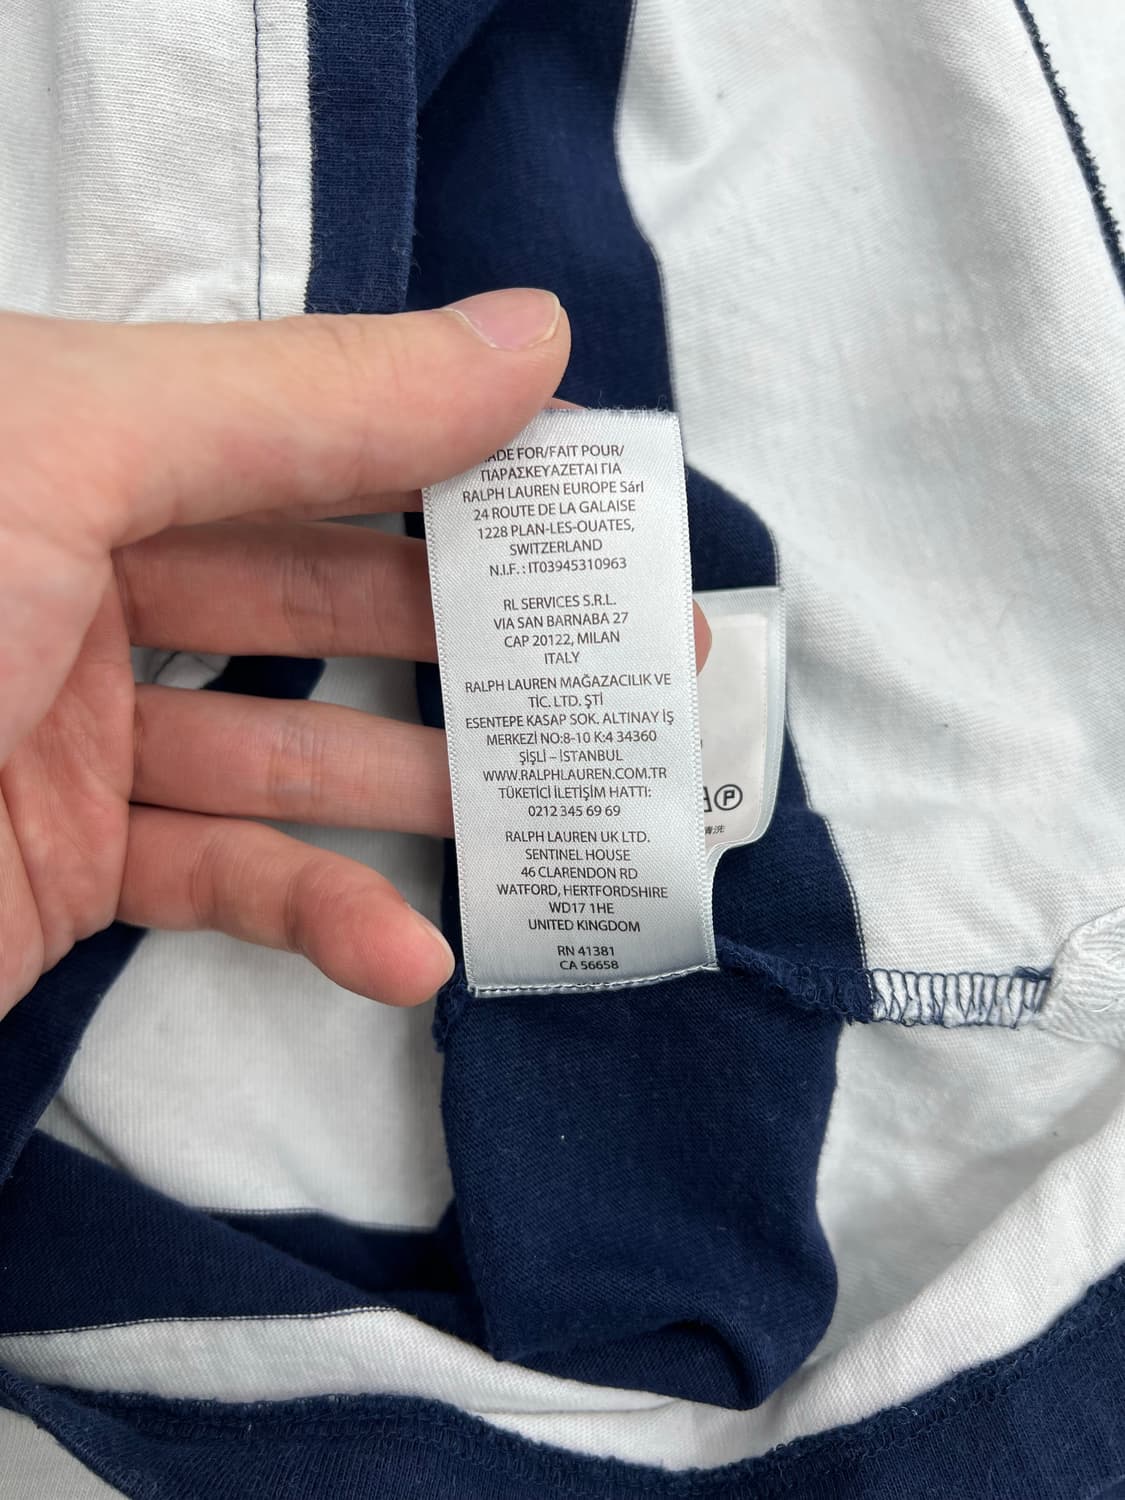 ADE FOR/FAIT POUR/
ΠΑΡΑΣΚΕΥΑΖΕΤΑΙ ΓΙΑ
RALPH LAUREN EUROPE Sárl
24 ROUTE DE LA GALAISE
1228 PLAN-LES-OUATES,
SWITZERLAND
N.I.F. : IT03945310963
RL SERVICES S.R.L.
VIA SAN BARNABA 27
CAP 20122, MILAN
ITALY
RALPH LAUREN MAĞAZACILIK VE
TİC. LTD. ŞTİ
ESENTEPE KASAP SOK. ALTINAY İŞ
MERKEZİ NO:8-10 K:4 34360
ŞİŞLİ – İSTANBUL
WWW.RALPHLAUREN.COM.TR
TÜKETİCİ İLETİŞİM HATTI:
0212 345 69 69
RALPH LAUREN UK LTD.
SENTINEL HOUSE
46 CLARENDON RD
WATFORD, HERTFORDSHIRE
WD17 1HE
UNITED KINGDOM
RN 41381
CA 56658
P